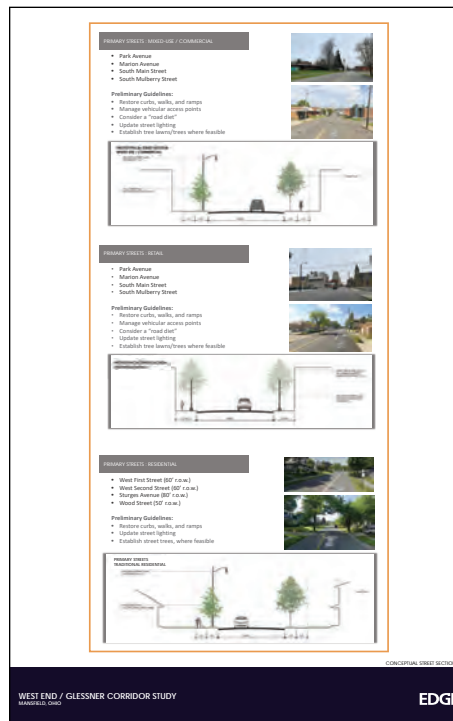 PRIMARY STREETS : MIXED-USE / COMMERCIAL
• Park Avenue
• Marion Avenue
• South Main Street
• South Mulberry Street
Preliminary Guidelines:
• Restore curbs, walks, and ramps
• Manage vehicular access points
• Consider a "road diet"
• Update street lighting
• Establish tree lawns/trees where feasible
PRIMARY STREETS : RETAIL
• Park Avenue
• Marion Avenue
• South Main Street
• South Mulberry Street
Preliminary Guidelines:
• Restore curbs, walks, and ramps
• Manage vehicular access points
• Consider a "road diet"
• Update street lighting
• Establish tree lawns/trees where feasible
PRIMARY STREETS : RESIDENTIAL
• West First Street (60' r.o.w.)
• West Second Street (60' r.o.w.)
• Sturges Avenue (80' r.o.w.)
• Wood Street (50' r.o.w.)
Preliminary Guidelines:
• Restore curbs, walks, and ramps
• Update street lighting
• Establish street trees, where feasible
PRIMARY STREETS
TRADITIONAL RESIDENTIAL
CONCEPTUAL STREET SECTION
WEST END / GLESSNER CORRIDOR STUDY
MANSFIELD, OHIO
EDGE